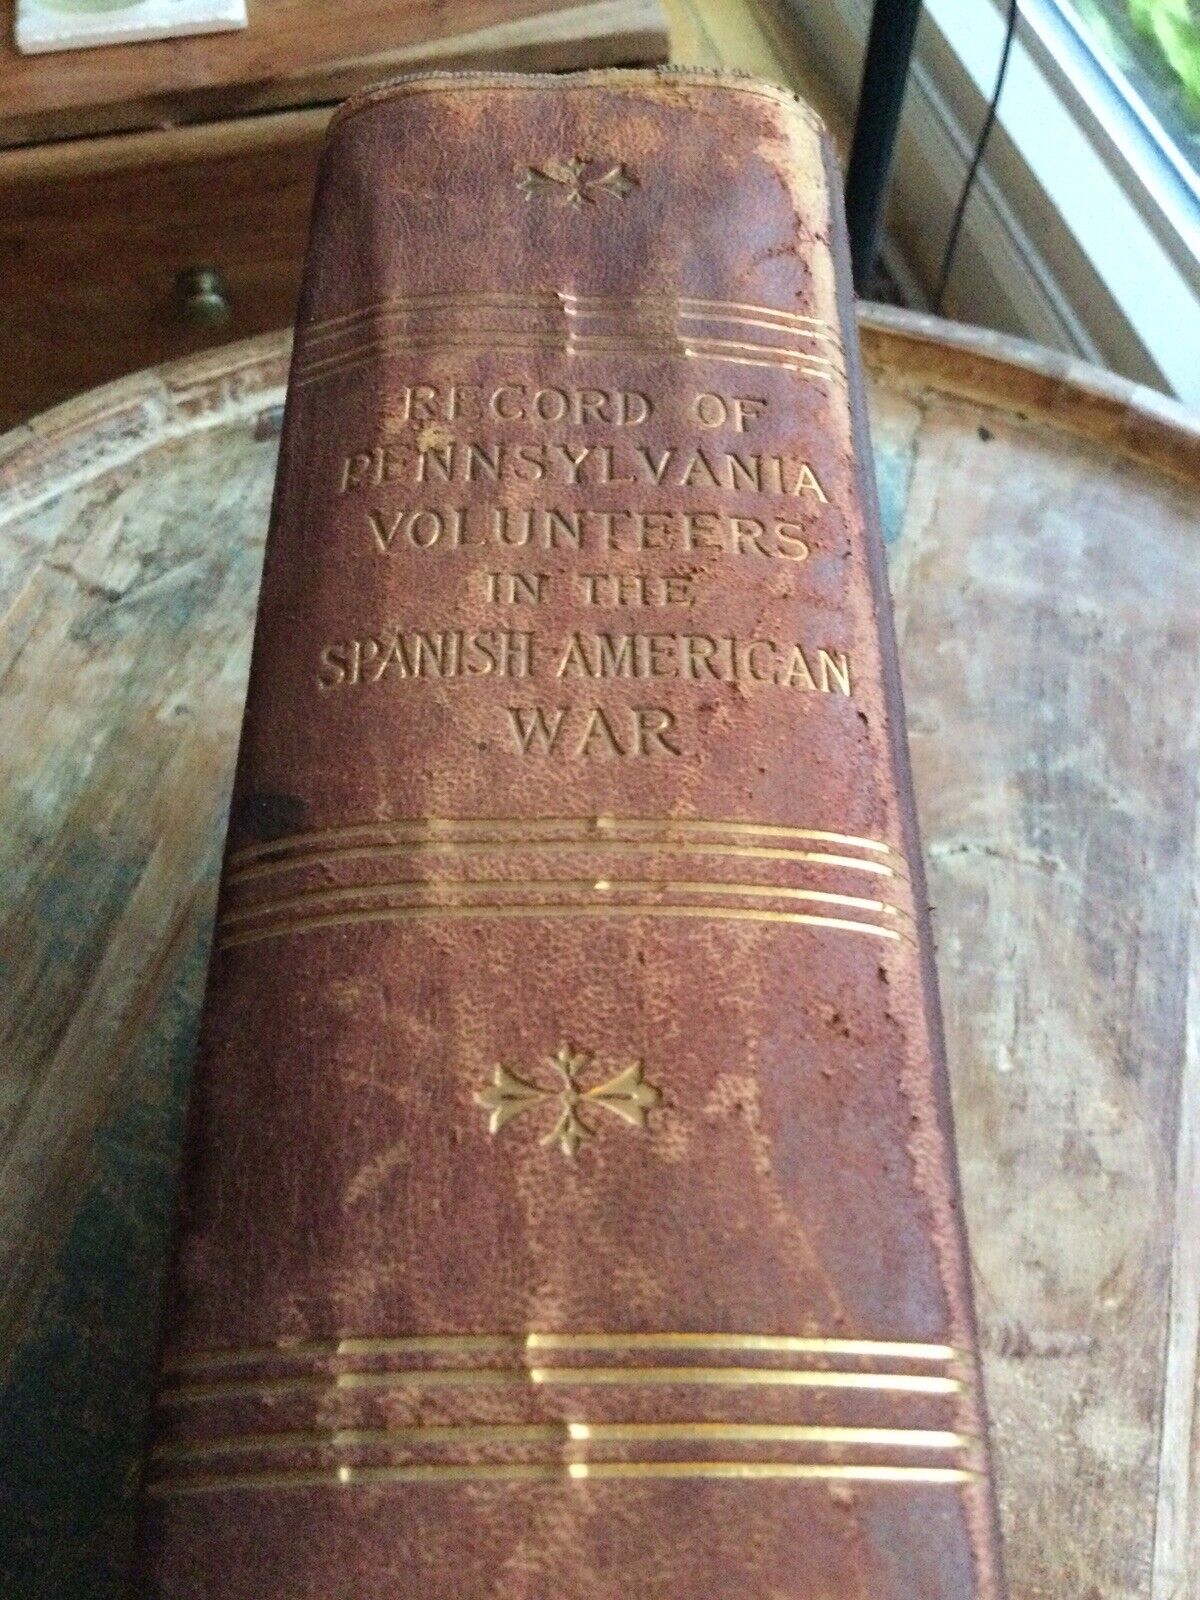 RECORD OF
PENNSYLVANIA
VOLUNTEERS
IN THE
SPANISH-AMERICAN
WAR